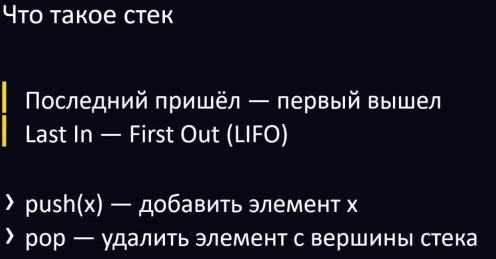 Что такое стек
Последний пришёл — первый вышел
Last In — First Out (LIFO)
push(x) — добавить элемент x
pop — удалить элемент с вершины стека